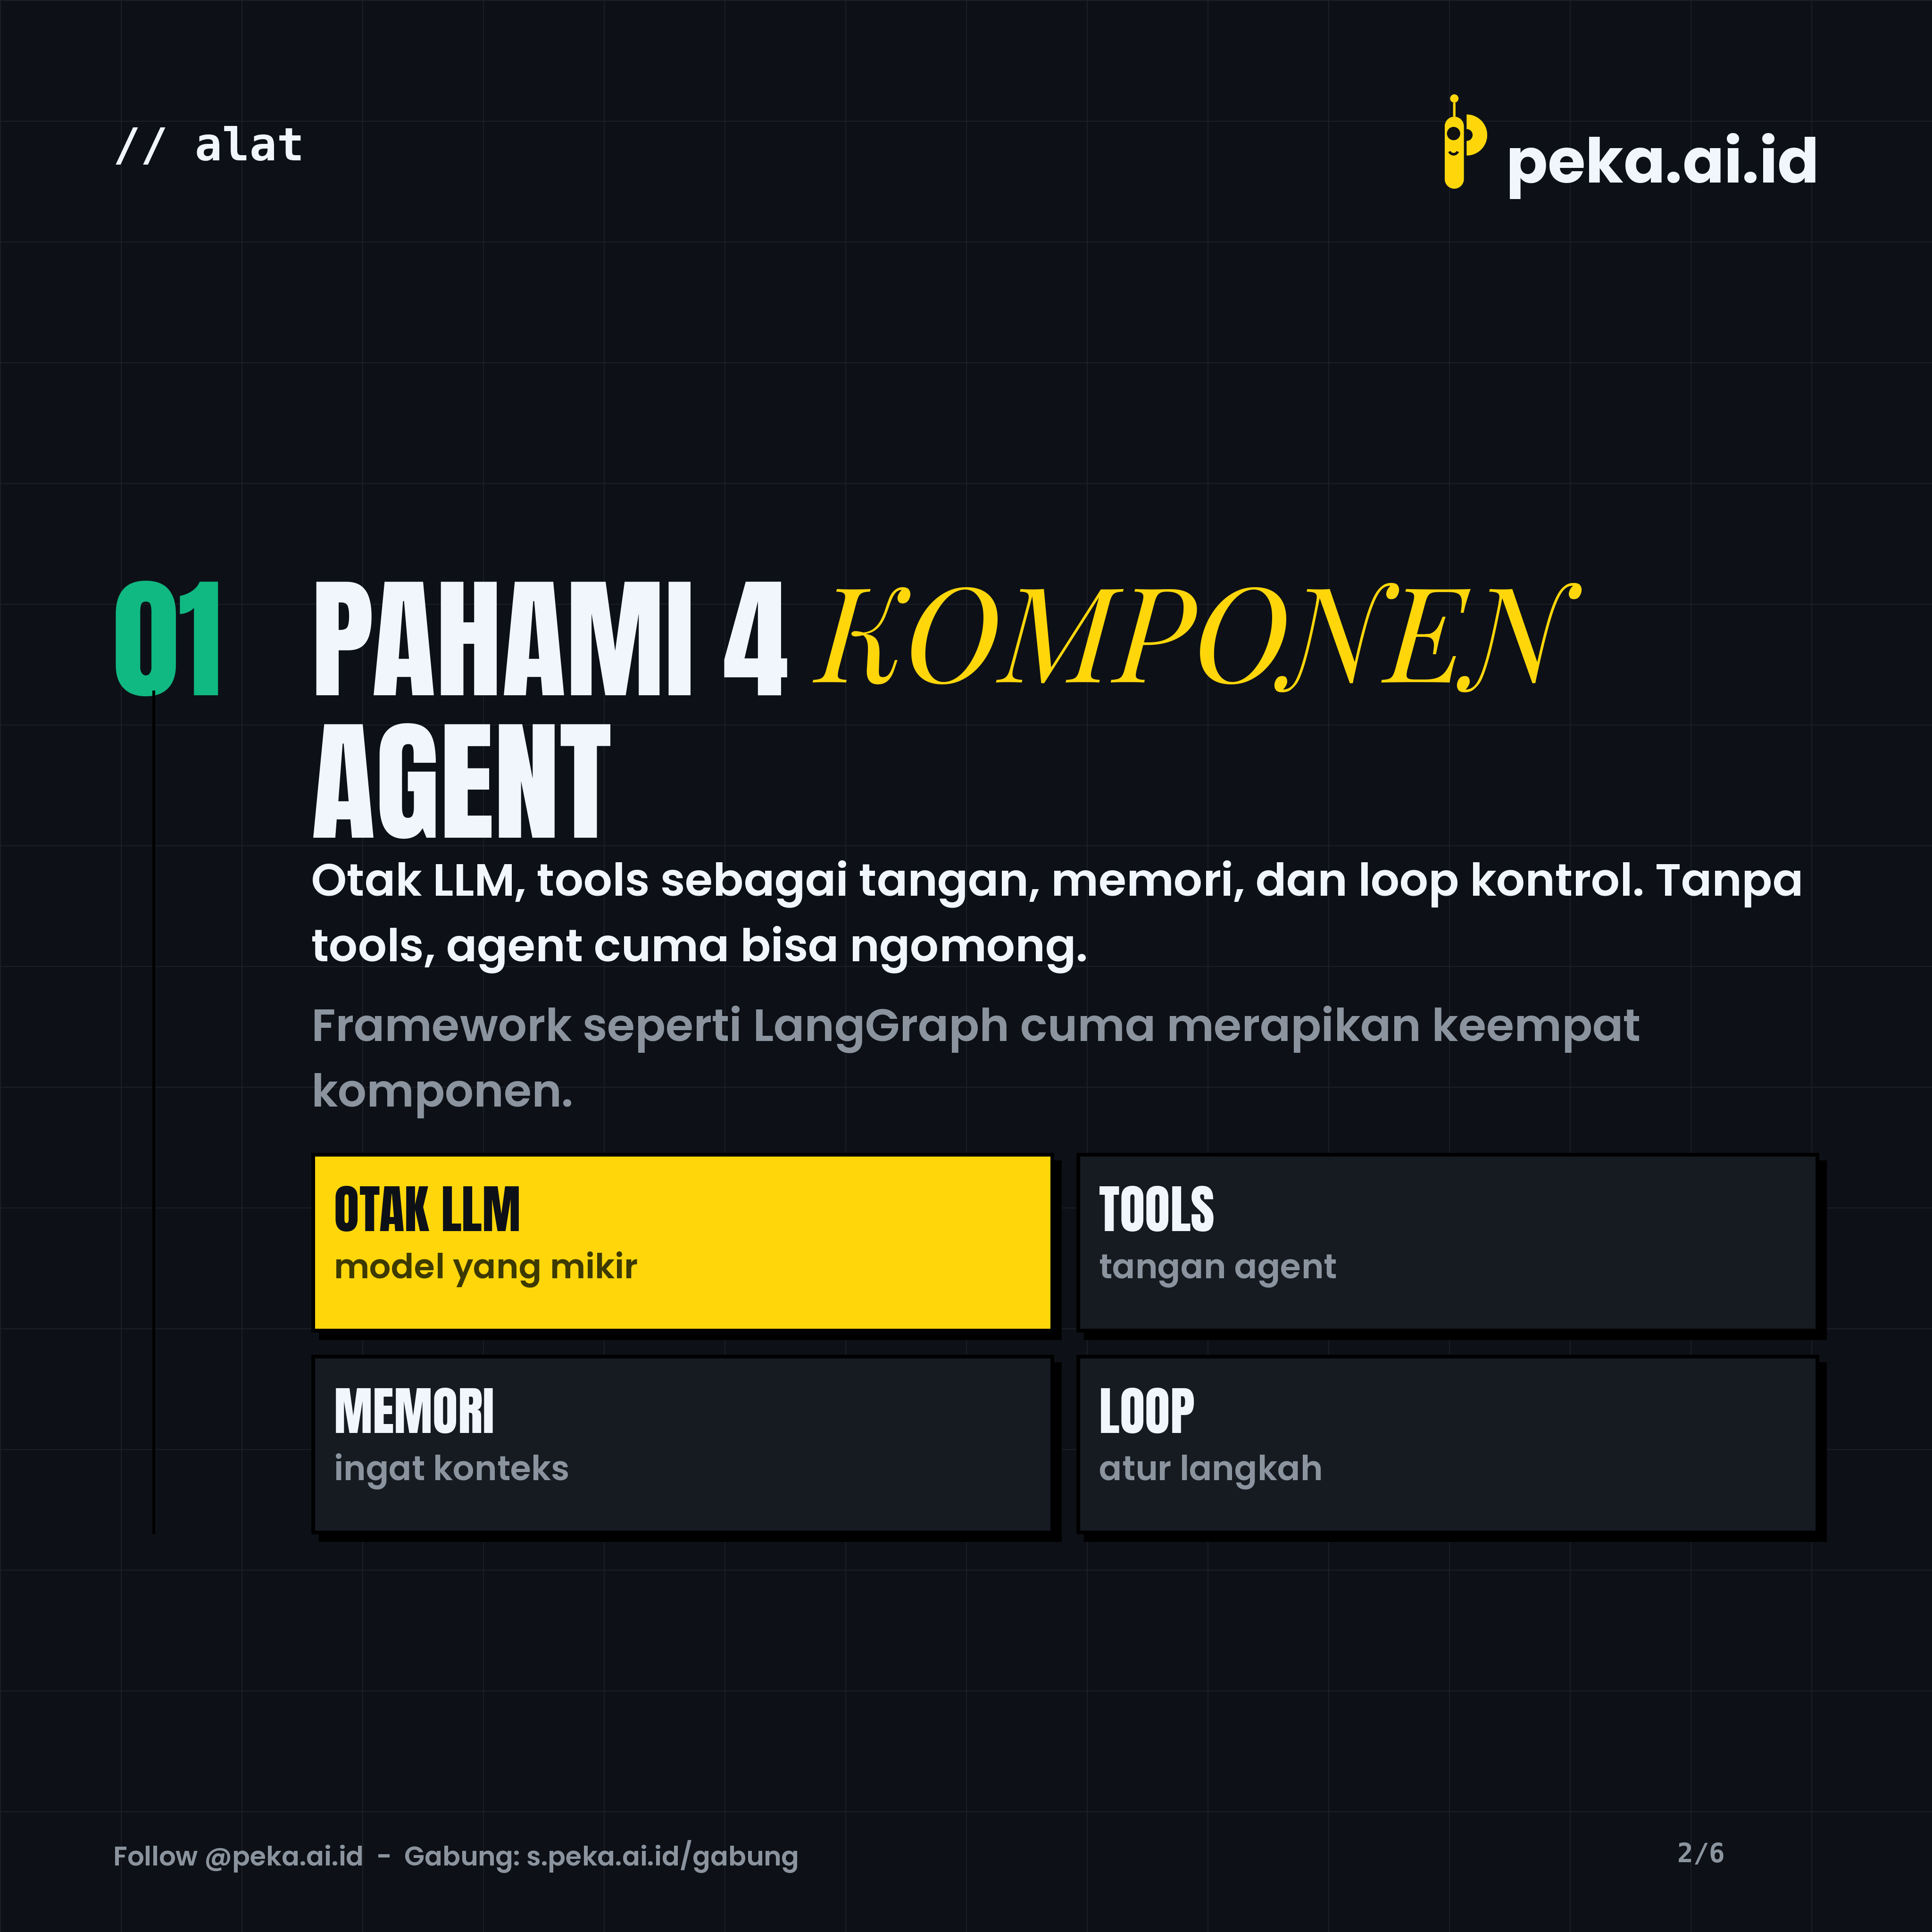 // alat
peka.ai.id
01
PAHAMI 4 KOMPONEN
AGENT
Otak LLM, tools sebagai tangan, memori, dan loop kontrol. Tanpa
tools, agent cuma bisa ngomong.
Framework seperti LangGraph cuma merapikan keempat
komponen.
OTAK LLM
model yang mikir
TOOLS
tangan agent
MEMORI
ingat konteks
LOOP
atur langkah
Follow @peka.ai.id - Gabung: s.peka.ai.id/gabung
2/6